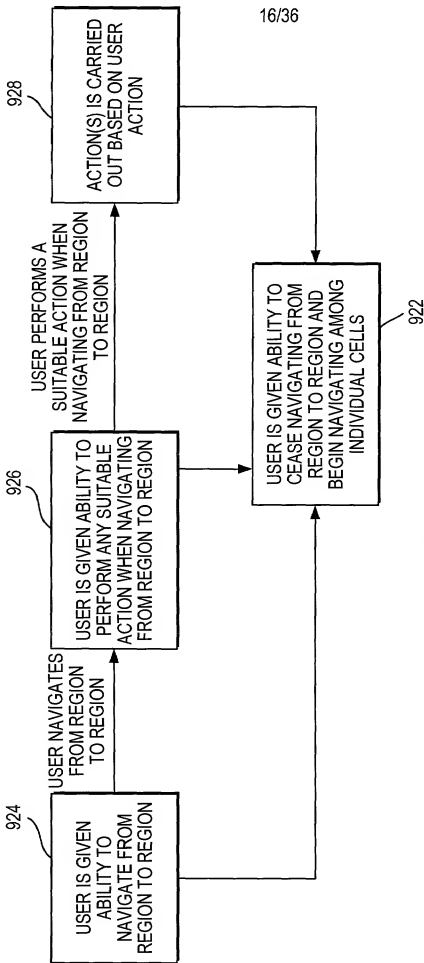 16/36
924
USER IS GIVEN
ABILITY TO
NAVIGATE FROM
REGION TO REGION
USER NAVIGATES
FROM REGION
TO REGION
926
USER IS GIVEN ABILITY TO
PERFORM ANY SUITABLE
ACTION WHEN NAVIGATING
FROM REGION TO REGION
USER PERFORMS A
SUITABLE ACTION WHEN
NAVIGATING FROM REGION
TO REGION
928
ACTION(S) IS CARRIED
OUT BASED ON USER
ACTION
USER IS GIVEN ABILITY TO
CEASE NAVIGATING FROM
REGION TO REGION AND
BEGIN NAVIGATING AMONG
INDIVIDUAL CELLS
922